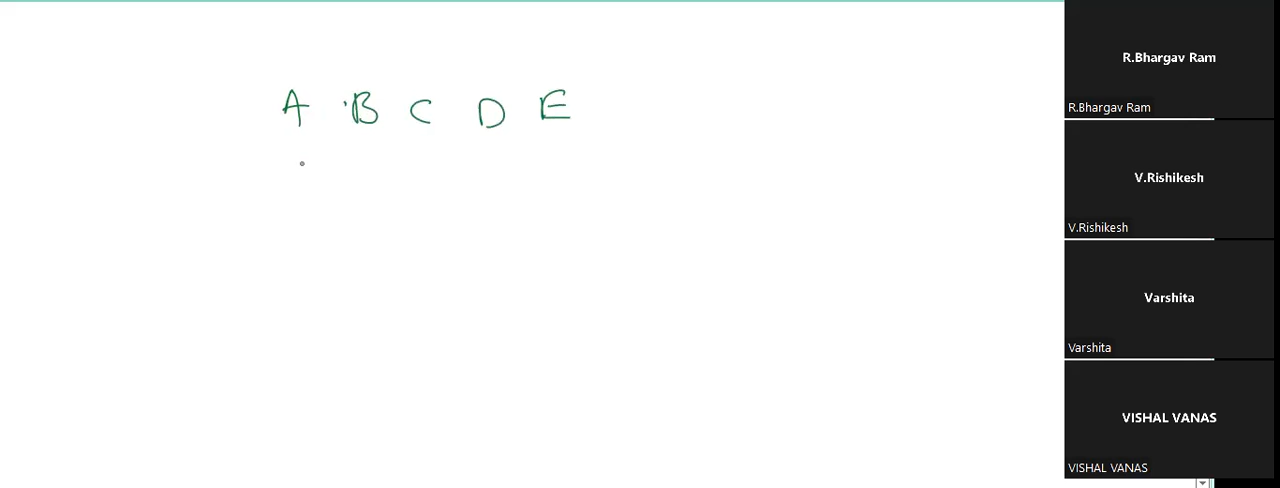 A B C D E
R.Bhargav Ram
R.Bhargav Ram
V.Rishikesh
V.Rishikesh
Varshita
Varshita
VISHAL VANAS
VISHAL VANAS